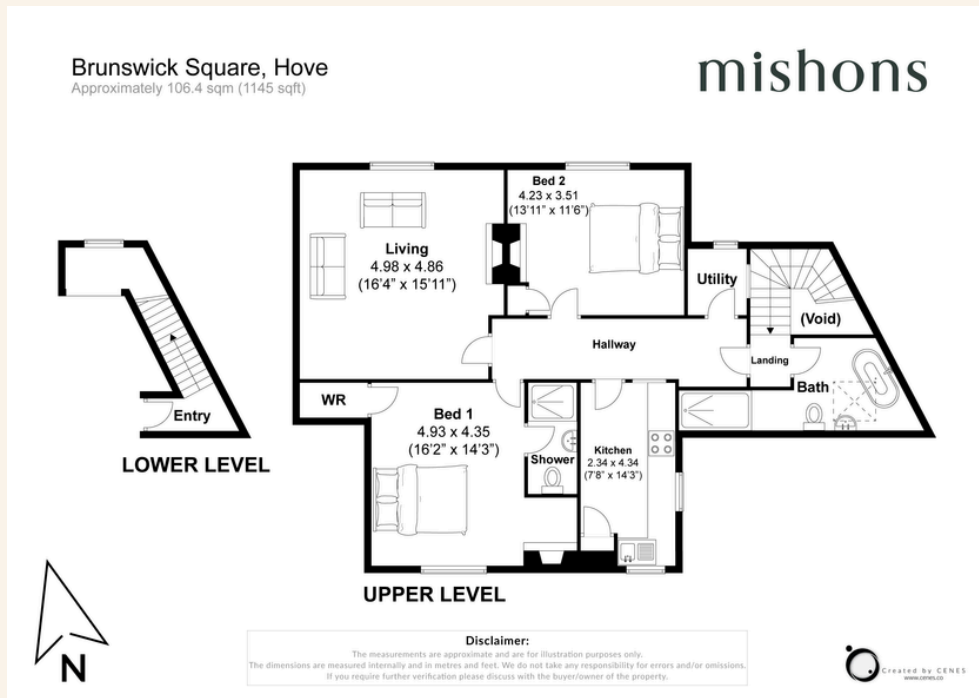 Brunswick Square, Hove
Approximately 106.4 sqm (1145 sqft)
mishons
Bed 2
4.23 x 3.51
(13'11" x 11'6")
Living
4.98 x 4.86
(16'4" x 15'11")
Utility
(Void)
Hallway
Landing
Bath
WR
Bed 1
4.93 x 4.35
(16'2" x 14'3")
Shower
Kitchen
2.34 x 4.34
(7'8" x 14'3")
Entry
LOWER LEVEL
UPPER LEVEL
N
Disclaimer:
The measurements are approximate and are for illustration purposes only.
The dimensions are measured internally and in metres and feet. We do not take any responsibility for errors and/or omissions.
If you require further verification please discuss with the buyer/owner of the property.
Created by CENES
www.cenes.co